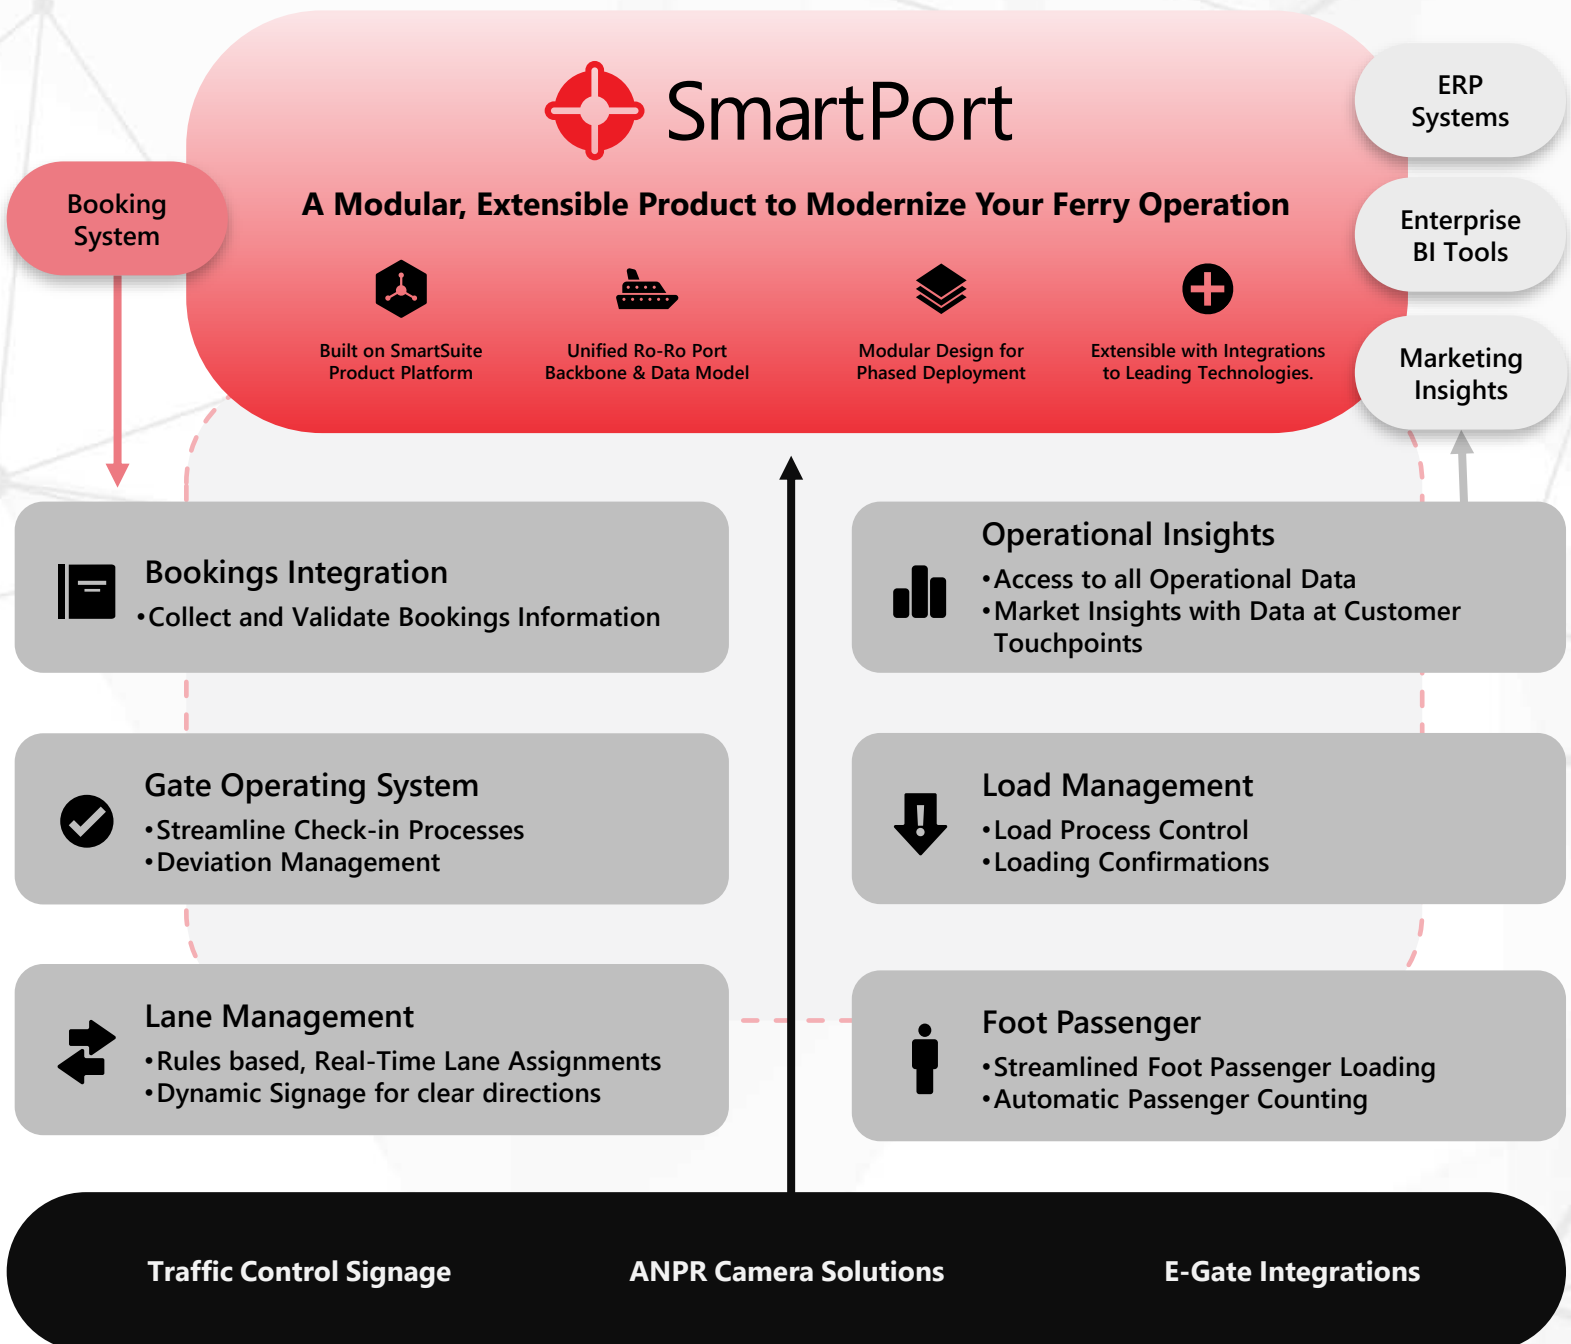 SmartPort
A Modular, Extensible Product to Modernize Your Ferry Operation
Built on SmartSuite
Product Platform
Unified Ro-Ro Port
Backbone & Data Model
Modular Design for
Phased Deployment
Extensible with Integrations
to Leading Technologies.
Booking
System
ERP
Systems
Enterprise
BI Tools
Marketing
Insights
Bookings Integration
•Collect and Validate Bookings Information
Operational Insights
•Access to all Operational Data
•Market Insights with Data at Customer
Touchpoints
Gate Operating System
•Streamline Check-in Processes
•Deviation Management
Load Management
•Load Process Control
•Loading Confirmations
Lane Management
•Rules based, Real-Time Lane Assignments
•Dynamic Signage for clear directions
Foot Passenger
•Streamlined Foot Passenger Loading
•Automatic Passenger Counting
Traffic Control Signage
ANPR Camera Solutions
E-Gate Integrations